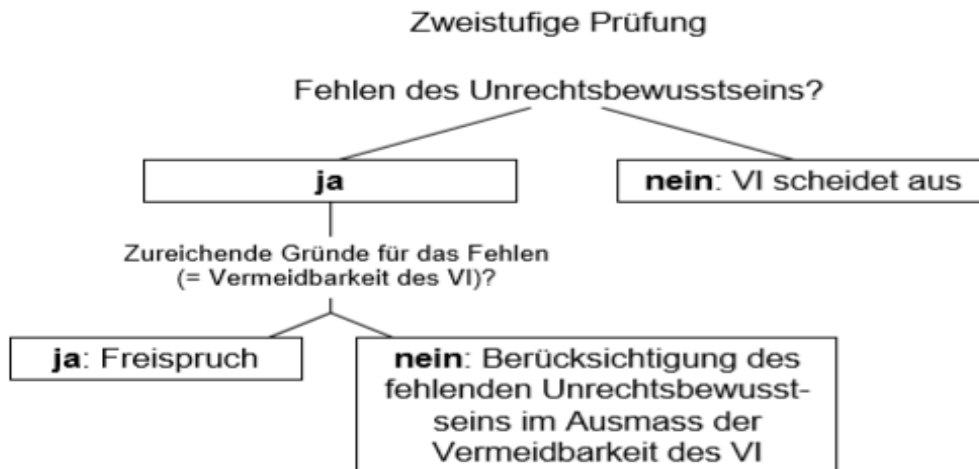 Zweistufige Prüfung
Fehlen des Unrechtsbewusstseins?
ja
nein: VI scheidet aus
Zureichende Gründe für das Fehlen
(= Vermeidbarkeit des VI)?
ja: Freispruch
nein: Berücksichtigung des
fehlenden Unrechtsbewusst-
seins im Ausmass der
Vermeidbarkeit des VI